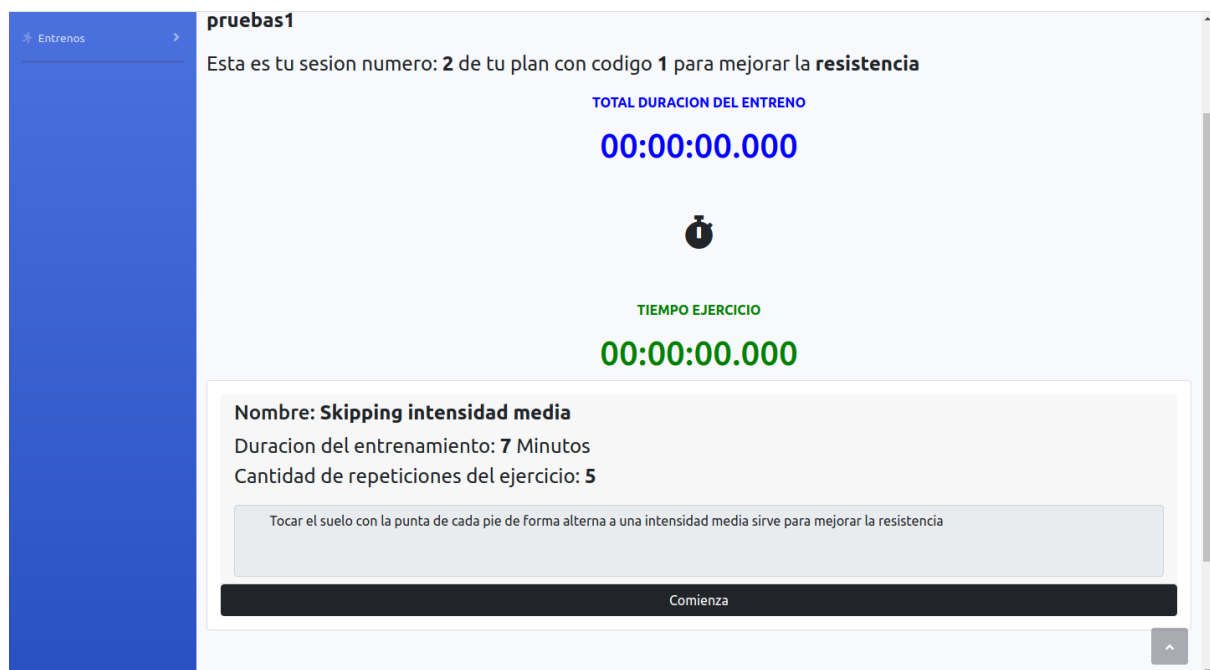 pruebas1
Entrenos
Esta es tu sesion numero: 2 de tu plan con codigo 1 para mejorar la resistencia
TOTAL DURACION DEL ENTRENO
00:00:00.000
TIEMPO EJERCICIO
00:00:00.000
Nombre: Skipping intensidad media
Duracion del entrenamiento: 7 Minutos
Cantidad de repeticiones del ejercicio: 5
Tocar el suelo con la punta de cada pie de forma alterna a una intensidad media sirve para mejorar la resistencia
Comienza